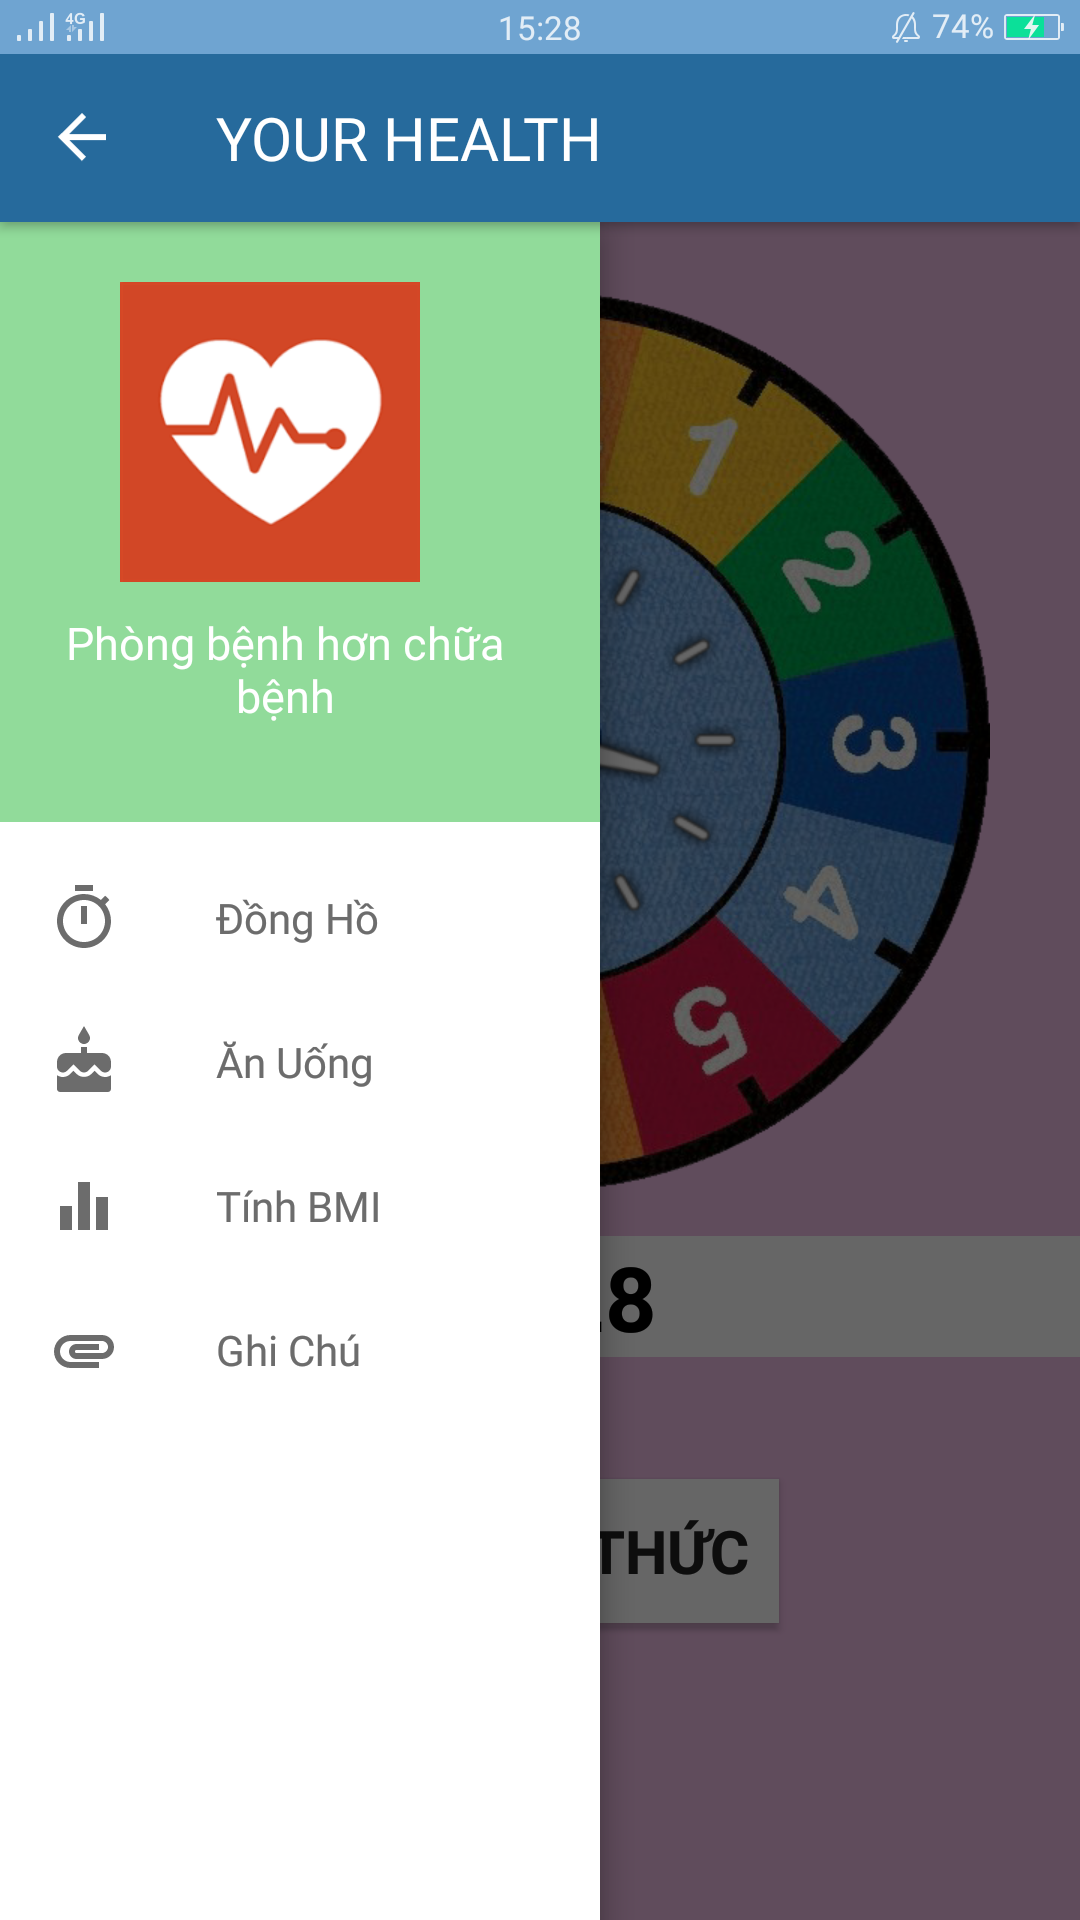 4G 15:28 74%
YOUR HEALTH
1
2
3
4
5
Phòng bệnh hơn chữa
bệnh
Đồng Hồ
Ăn Uống
Tính BMI
Ghi Chú
8
THỨC